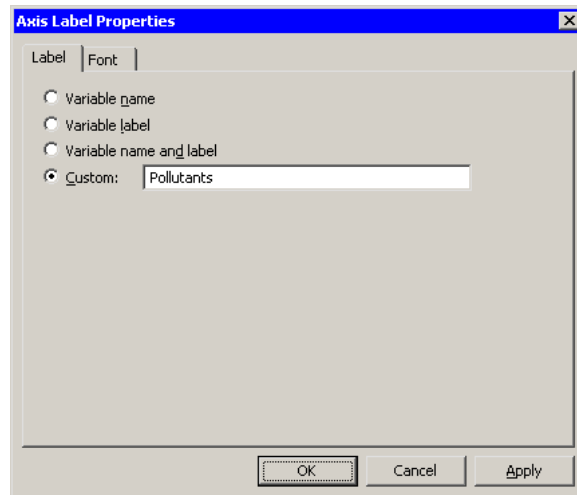 Axis Label Properties
Label Font
Variable name
Variable label
Variable name and label
Custom: Pollutants
OK Cancel Apply